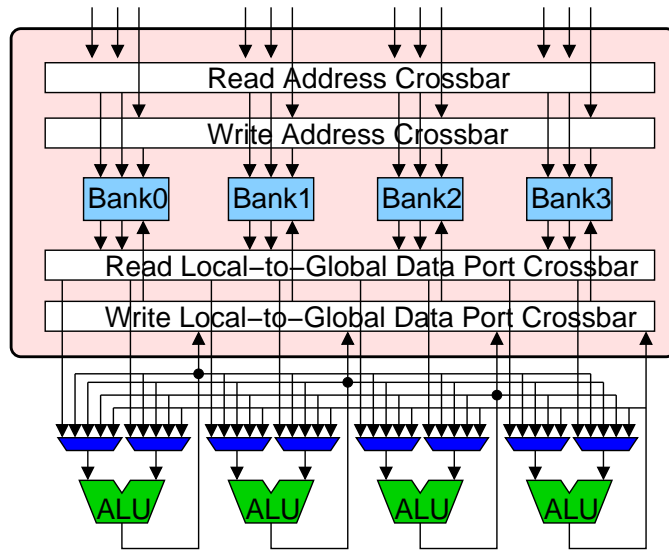 Read Address Crossbar
Write Address Crossbar
Bank0 Bank1 Bank2 Bank3
Read Local−to−Global Data Port Crossbar
Write Local−to−Global Data Port Crossbar
ALU ALU ALU ALU